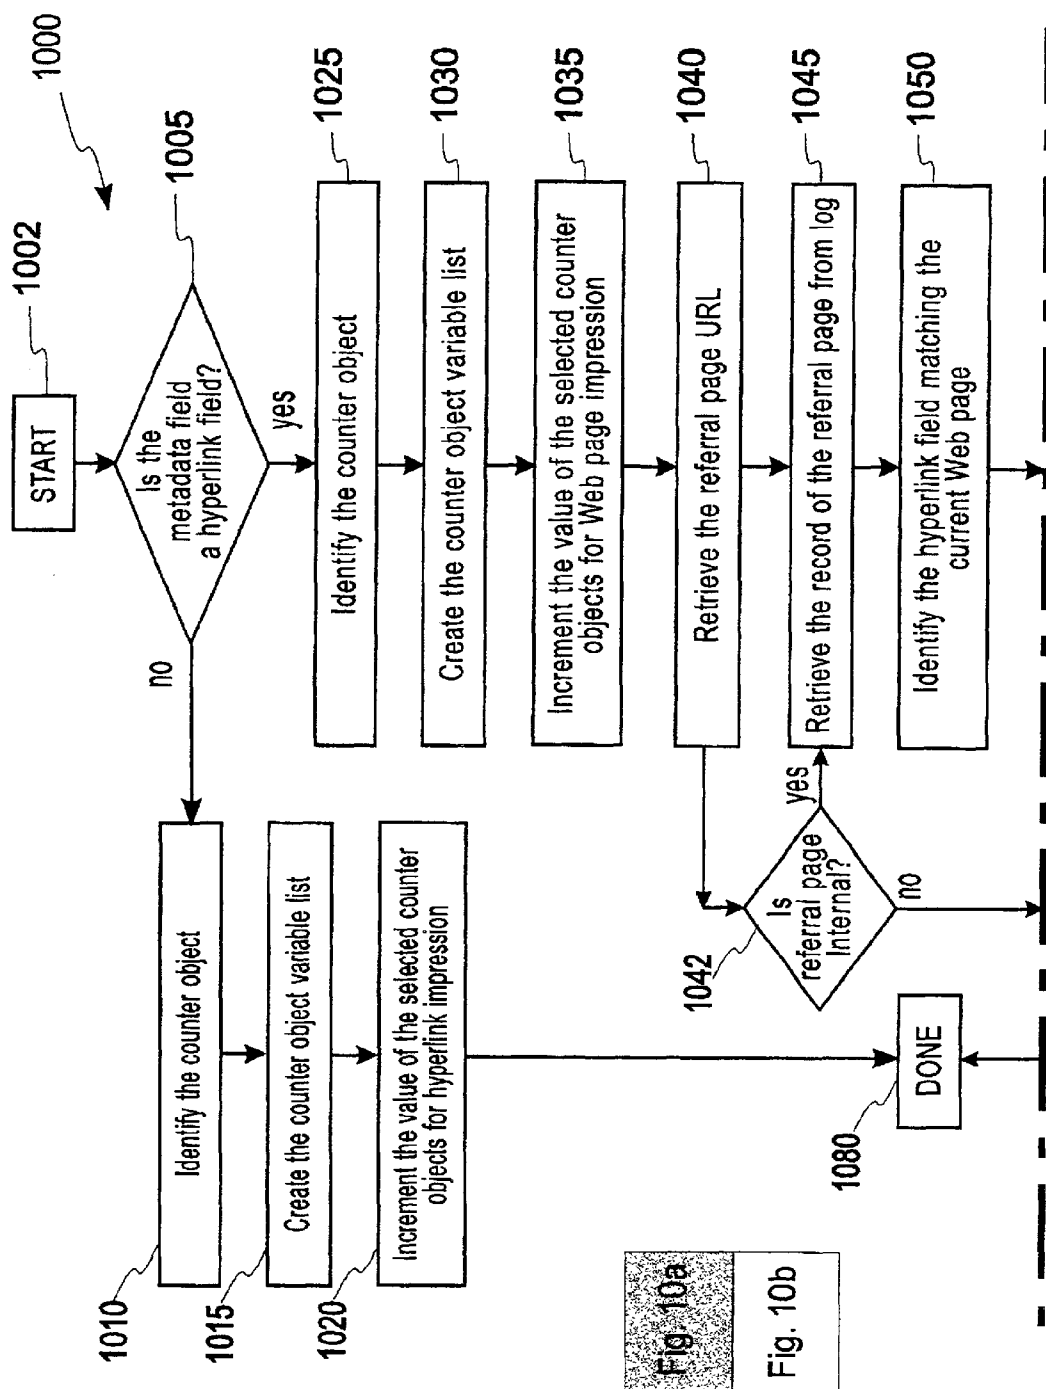 1000
START
1002
Is the
metadata field
a hyperlink field?
1005
no
yes
Identify the counter object
1010
Create the counter object variable list
1015
Increment the value of the selected counter
objects for hyperlink impression
1020
Identify the counter object
1025
Create the counter object variable list
1030
Increment the value of the selected counter
objects for Web page impression
1035
Retrieve the referral page URL
1040
Is
referral page
Internal?
1042
yes
no
Retrieve the record of the referral page from log
1045
Identify the hyperlink field matching the
current Web page
1050
DONE
1080
Fig. 10a
Fig. 10b